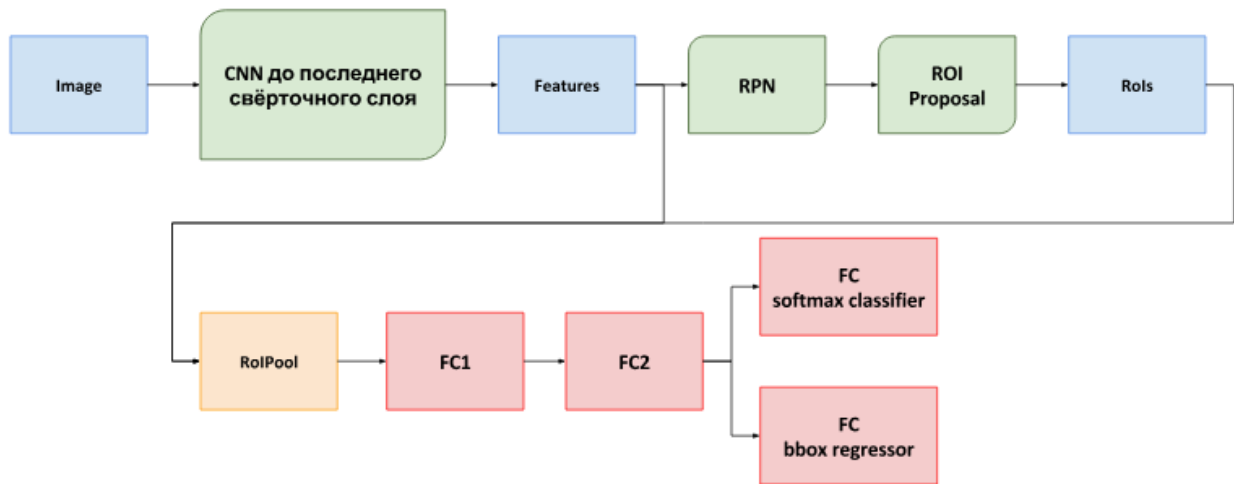 Image
CNN до последнего
свёрточного слоя
Features
RPN
ROI
Proposal
RoIs
RoIPool
FC1
FC2
FC
softmax classifier
FC
bbox regressor